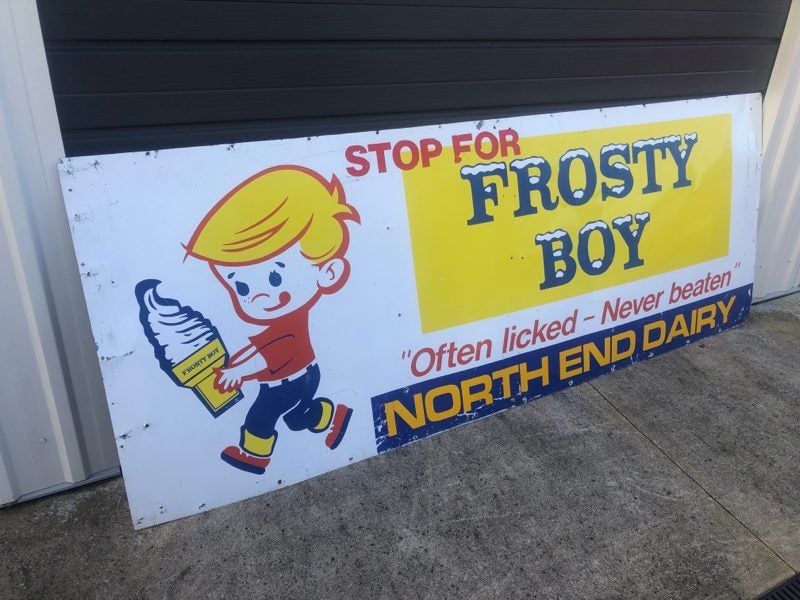 STOP FOR
FROSTY
BOY
FROSTY BOY
"Often licked - Never beaten"
NORTH END DAIRY